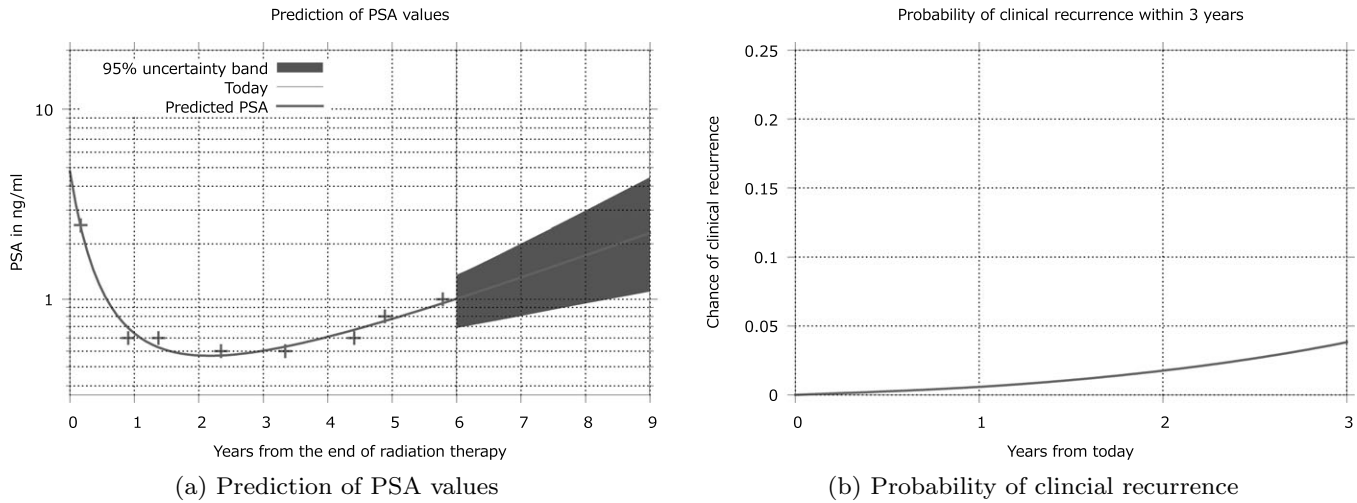 Prediction of PSA values
95% uncertainty band
Today
Predicted PSA
10
1
PSA in ng/ml
0 1 2 3 4 5 6 7 8 9
Years from the end of radiation therapy
(a) Prediction of PSA values
Probability of clinical recurrence within 3 years
0.25
0.2
0.15
0.1
0.05
0
Chance of clinical recurrence
0 1 2 3
Years from today
(b) Probability of clincial recurrence